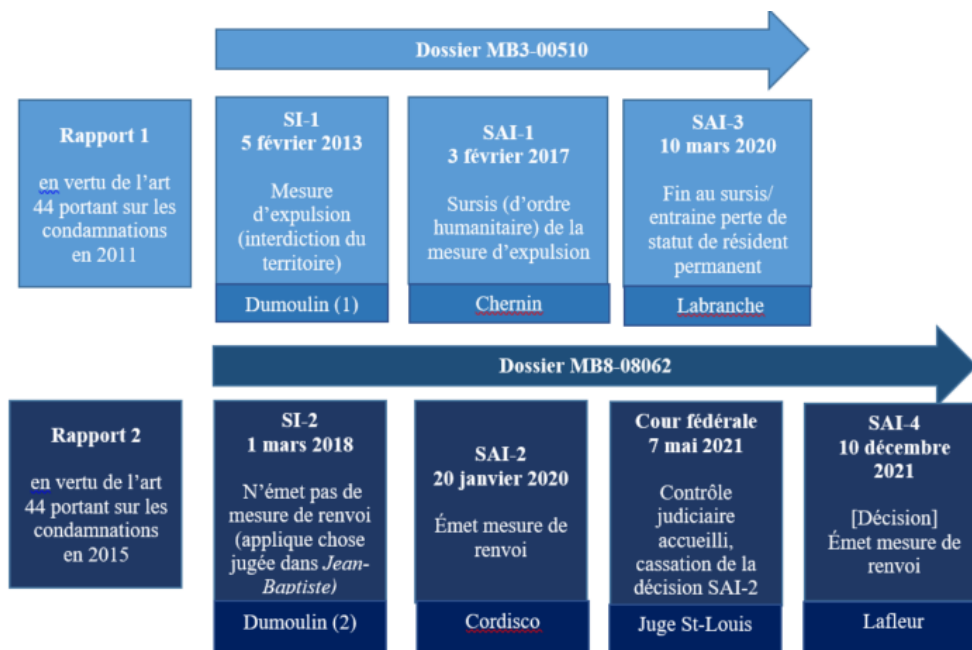 Dossier MB3-00510
Rapport 1
en vertu de l'art
44 portant sur les
condamnations
en 2011
SI-1
5 février 2013
Mesure
d'expulsion
(interdiction du
territoire)
Dumoulin (1)
SAI-1
3 février 2017
Sursis (d'ordre
humanitaire) de la
mesure d'expulsion
Chernin
SAI-3
10 mars 2020
Fin au sursis/
entraine perte de
statut de résident
permanent
Labranche
Dossier MB8-08062
Rapport 2
en vertu de l'art
44 portant sur les
condamnations
en 2015
SI-2
1 mars 2018
N'émet pas de
mesure de renvoi
(applique chose
jugée dans Jean-
Baptiste)
Dumoulin (2)
SAI-2
20 janvier 2020
Émet mesure de
renvoi
Cordisco
Cour fédérale
7 mai 2021
Contrôle
judiciaire
accueilli,
cassation de la
décision SAI-2
Juge St-Louis
SAI-4
10 décembre
2021
[Décision]
Émet mesure de
renvoi
Lafleur